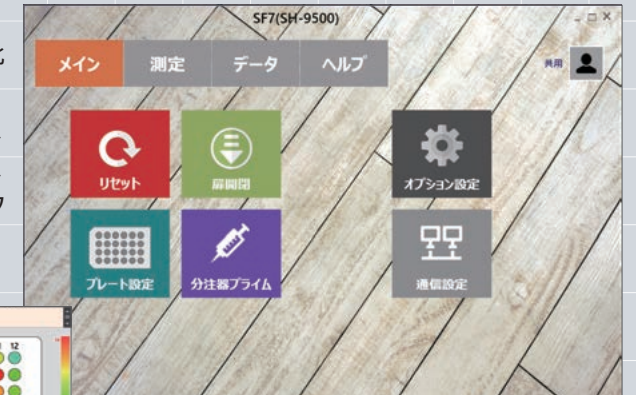 SF7(SH-9500)
メイン 測定 データ ヘルプ
共用
リセット 扉開閉 オプション設定
プレート設定 分注器プライム 通信設定
12